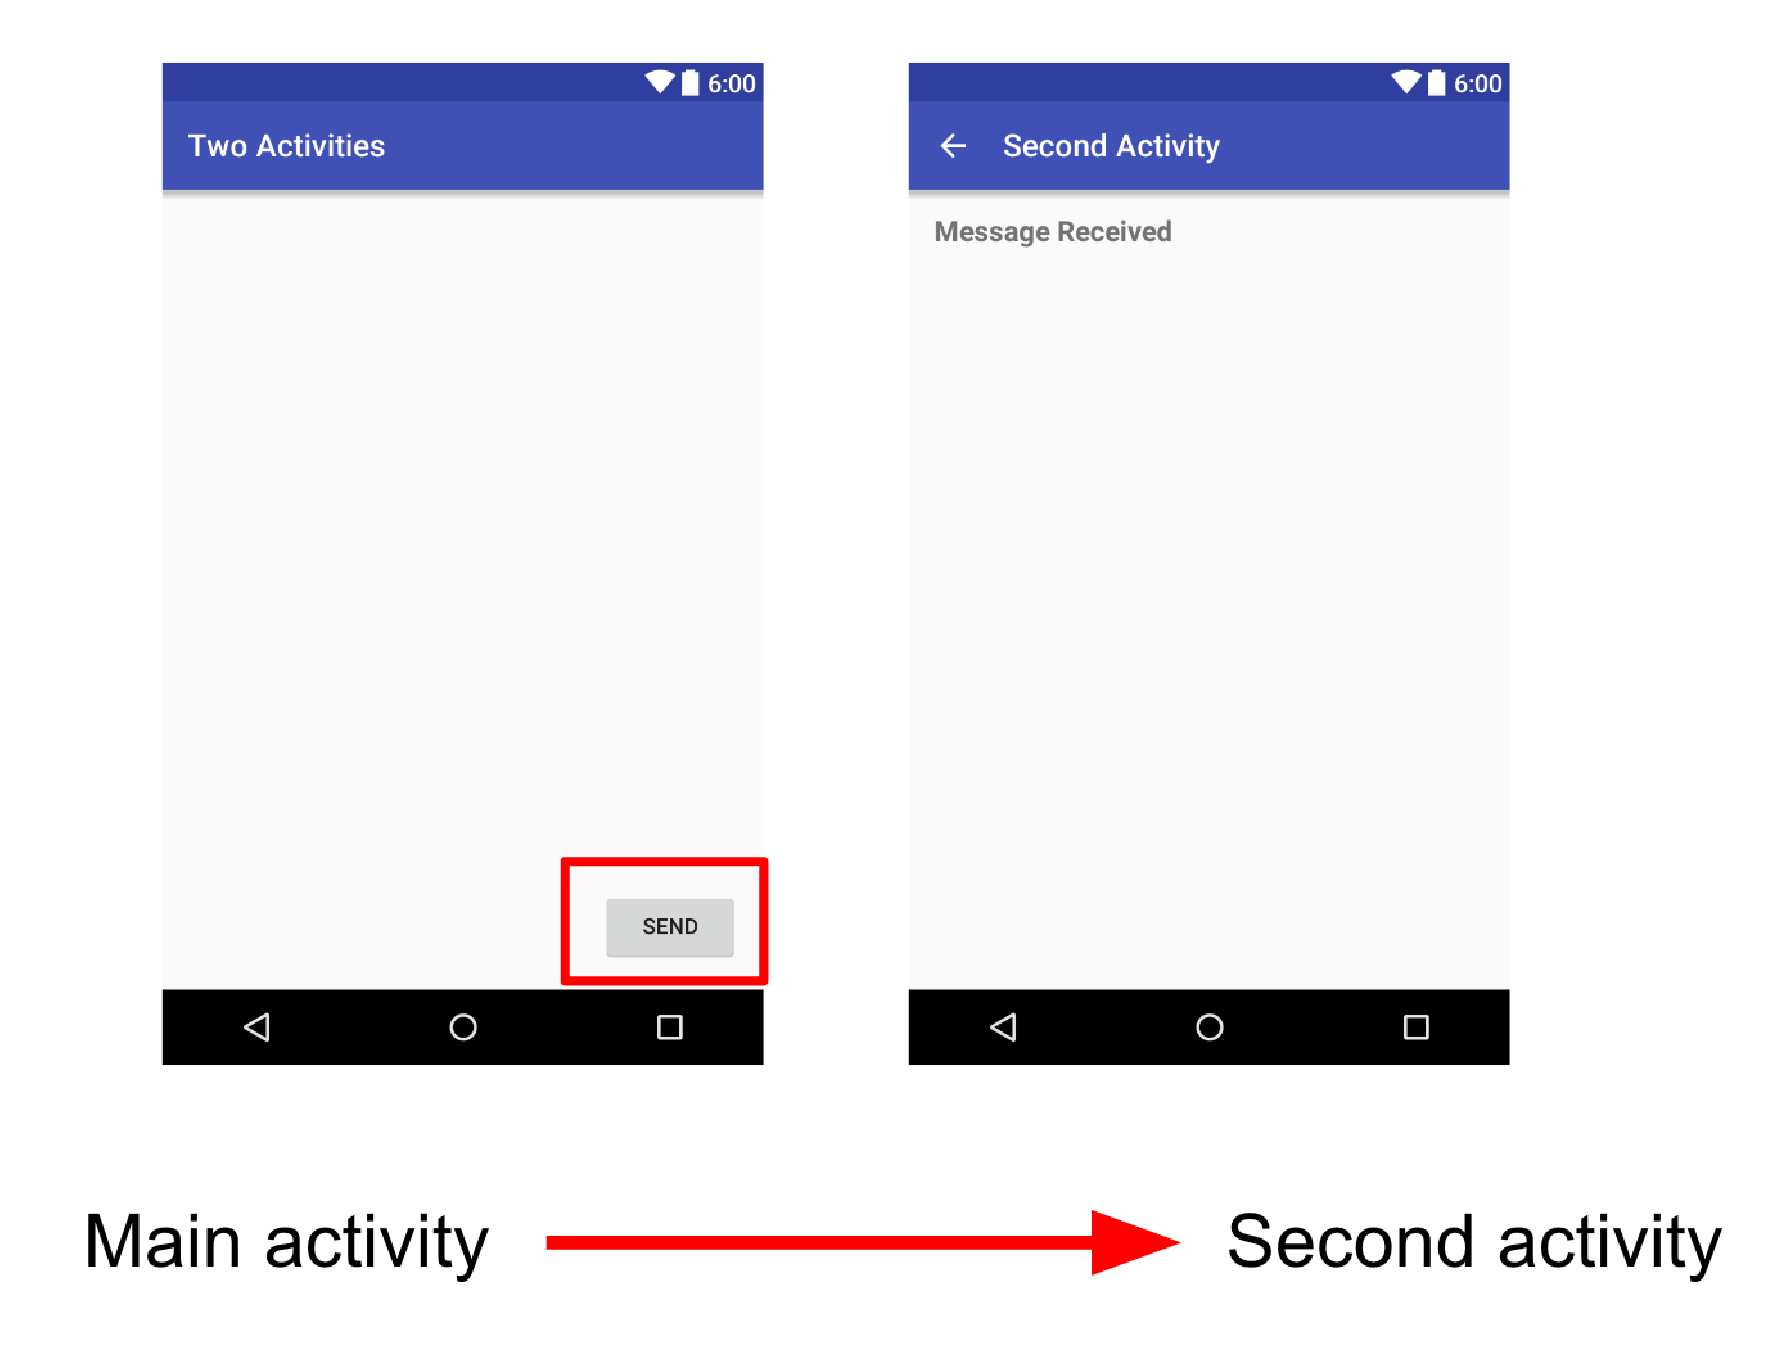 6:00
Two Activities
SEND
6:00
Second Activity
Message Received
Main activity
Second activity